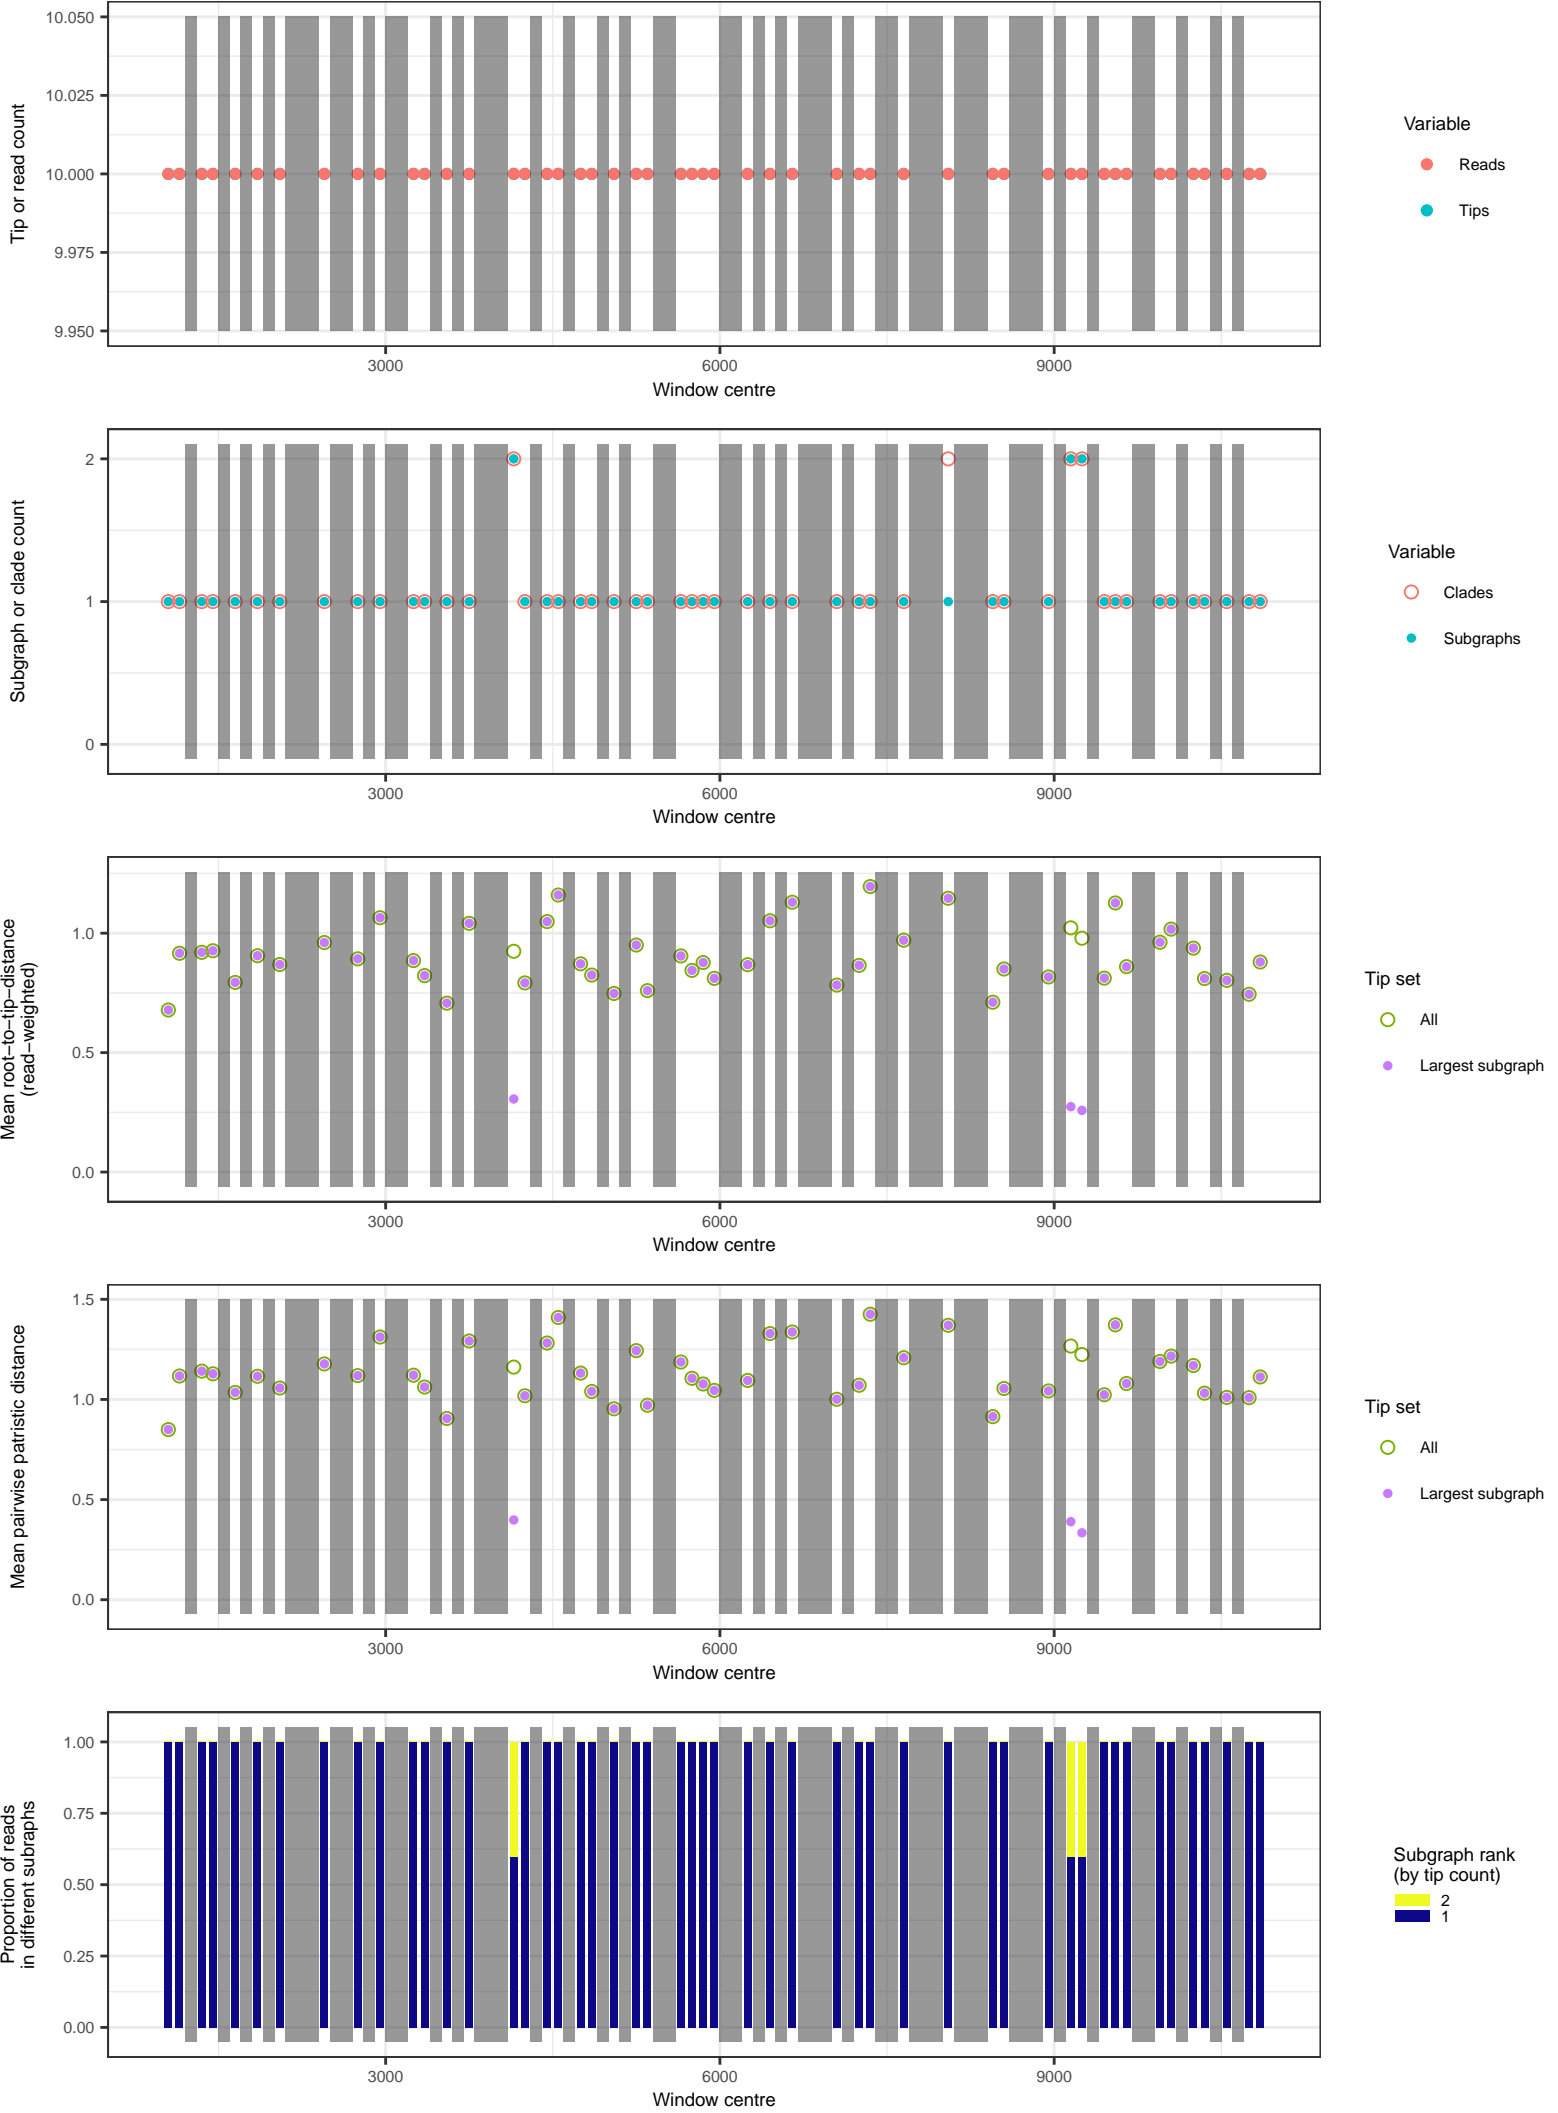 10.050
10.025
10.000
9.975
9.950
Tip or read count
3000
6000
9000
Window centre
Variable
Reads
Tips
2
1
0
Subgraph or clade count
3000
6000
9000
Window centre
Variable
Clades
Subgraphs
1.0
0.5
0.0
Mean root−to−tip−distance
(read−weighted)
3000
6000
9000
Window centre
Tip set
All
Largest subgraph
1.5
1.0
0.5
0.0
Mean pairwise patristic distance
3000
6000
9000
Window centre
Tip set
All
Largest subgraph
1.00
0.75
0.50
0.25
0.00
Proportion of reads
in different subraphs
3000
6000
9000
Window centre
Subgraph rank
(by tip count)
2
1